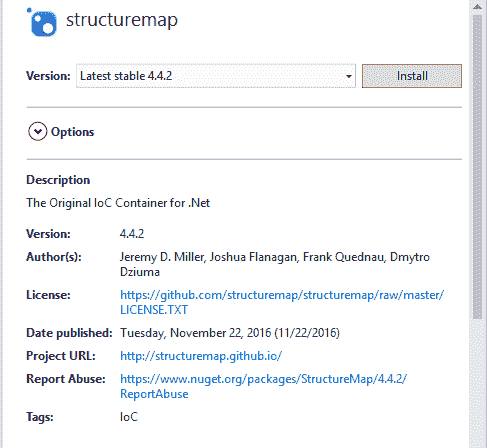 structuremap
Version: Latest stable 4.4.2 Install
Options
Description
The Original IoC Container for .Net
Version: 4.4.2
Author(s): Jeremy D. Miller, Joshua Flanagan, Frank Quednau, Dmytro
Dziuma
License: https://github.com/structuremap/structuremap/raw/master/
LICENSE.TXT
Date published: Tuesday, November 22, 2016 (11/22/2016)
Project URL: http://structuremap.github.io/
Report Abuse: https://www.nuget.org/packages/StructureMap/4.4.2/
ReportAbuse
Tags: IoC